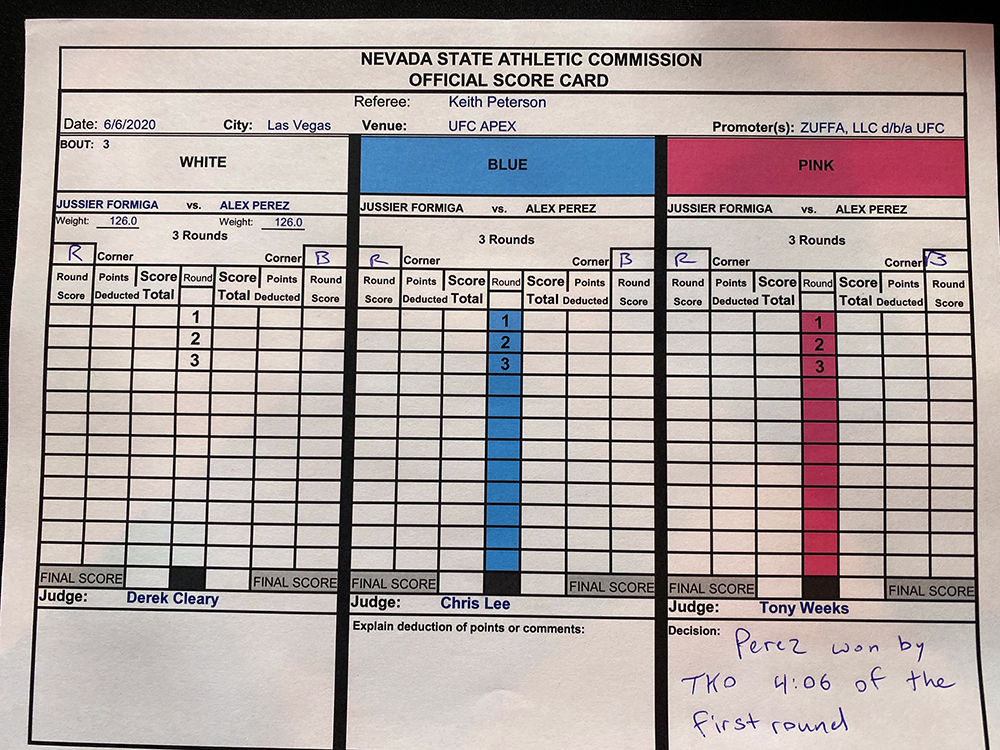 NEVADA STATE ATHLETIC COMMISSION
OFFICIAL SCORE CARD
Referee: Keith Peterson
Date: 6/6/2020 City: Las Vegas Venue: UFC APEX Promoter(s): ZUFFA, LLC d/b/a UFC
BOUT: 3
WHITE BLUE PINK
JUSSIER FORMIGA vs. ALEX PEREZ JUSSIER FORMIGA vs. ALEX PEREZ JUSSIER FORMIGA vs. ALEX PEREZ
Weight: 126.0 Weight: 126.0
3 Rounds 3 Rounds 3 Rounds
R Corner Corner B R Corner Corner B R Corner Corner B
Round Points Score Round Score Points Round Round Points Score Round Score Points Round Round Points Score Round Score Points Round
Score Deducted Total Total Deducted Score Score Deducted Total Total Deducted Score Score Deducted Total Total Deducted Score
1 1 1
2 2 2
3 3 3
FINAL SCORE FINAL SCORE FINAL SCORE FINAL SCORE FINAL SCORE FINAL SCORE
Judge: Derek Cleary Judge: Chris Lee Judge: Tony Weeks
Explain deduction of points or comments:
Decision: Perez won by
TKO 4:06 of the
first round